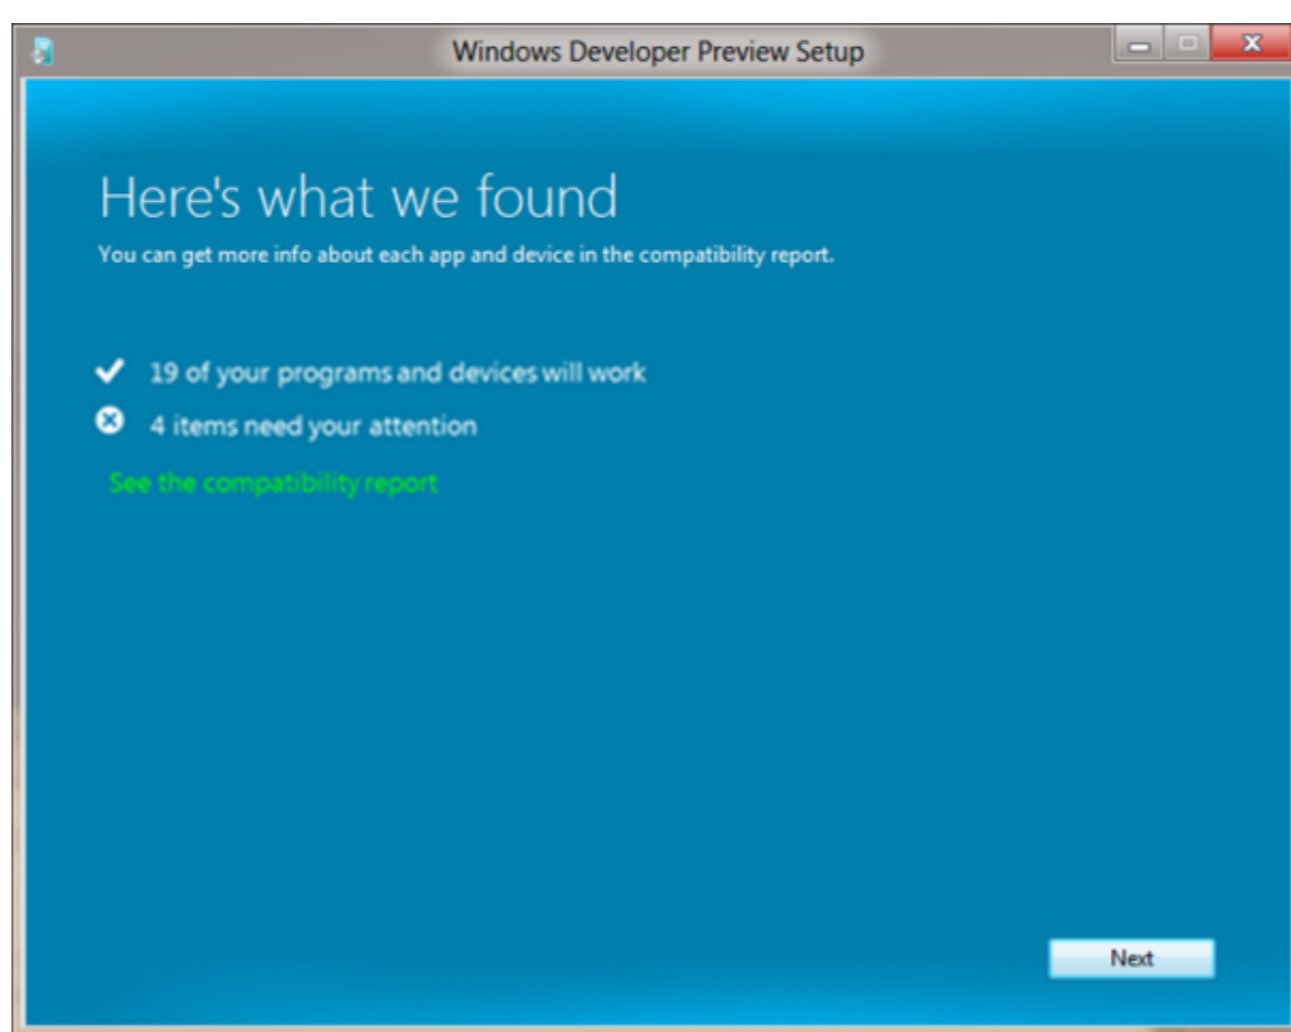 Windows Developer Preview Setup
Here's what we found
You can get more info about each app and device in the compatibility report.
19 of your programs and devices will work
4 items need your attention
See the compatibility report
Next